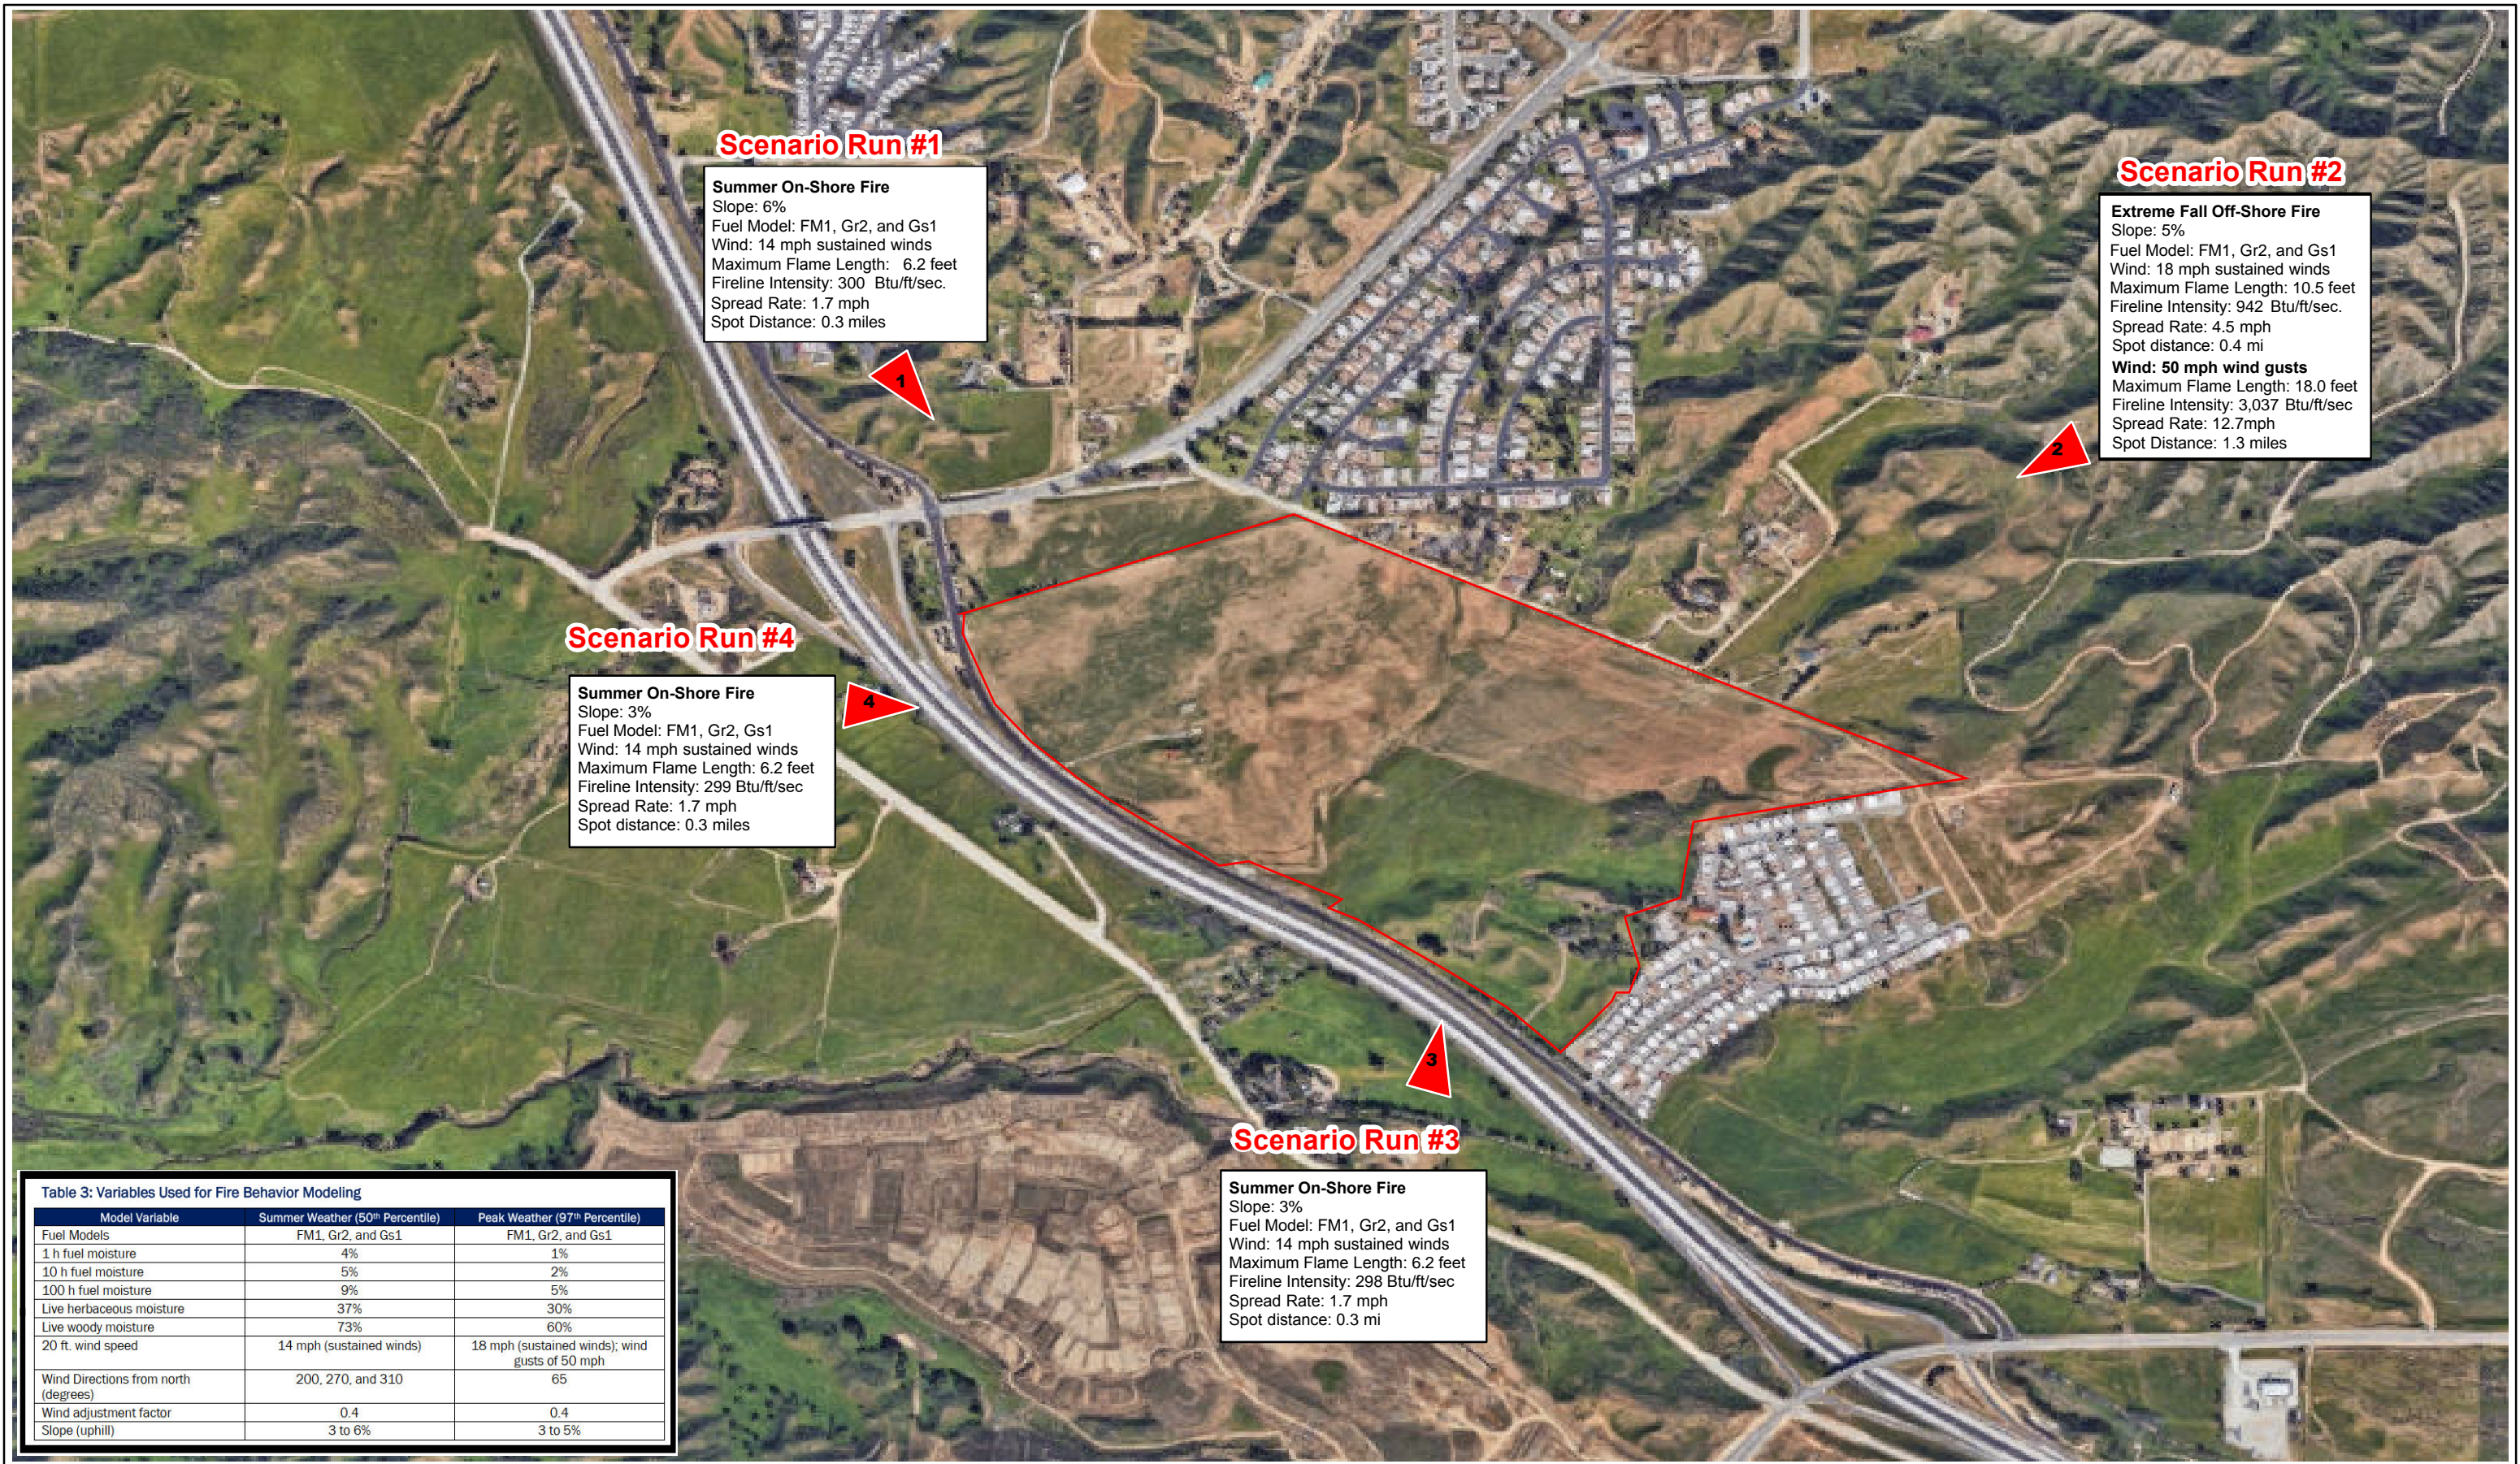 Scenario Run #1
Summer On-Shore Fire
Slope: 6%
Fuel Model: FM1, Gr2, and Gs1
Wind: 14 mph sustained winds
Maximum Flame Length: 6.2 feet
Fireline Intensity: 300 Btu/ft/sec.
Spread Rate: 1.7 mph
Spot Distance: 0.3 miles
1
Scenario Run #2
Extreme Fall Off-Shore Fire
Slope: 5%
Fuel Model: FM1, Gr2, and Gs1
Wind: 18 mph sustained winds
Maximum Flame Length: 10.5 feet
Fireline Intensity: 942 Btu/ft/sec.
Spread Rate: 4.5 mph
Spot distance: 0.4 mi
Wind: 50 mph wind gusts
Maximum Flame Length: 18.0 feet
Fireline Intensity: 3,037 Btu/ft/sec
Spread Rate: 12.7mph
Spot Distance: 1.3 miles
2
Scenario Run #4
Summer On-Shore Fire
Slope: 3%
Fuel Model: FM1, Gr2, Gs1
Wind: 14 mph sustained winds
Maximum Flame Length: 6.2 feet
Fireline Intensity: 299 Btu/ft/sec
Spread Rate: 1.7 mph
Spot distance: 0.3 miles
4
3
Scenario Run #3
Summer On-Shore Fire
Slope: 3%
Fuel Model: FM1, Gr2, and Gs1
Wind: 14 mph sustained winds
Maximum Flame Length: 6.2 feet
Fireline Intensity: 298 Btu/ft/sec
Spread Rate: 1.7 mph
Spot distance: 0.3 mi
Table 3: Variables Used for Fire Behavior Modeling
Model Variable Summer Weather (50th Percentile) Peak Weather (97th Percentile)
Fuel Models FM1, Gr2, and Gs1 FM1, Gr2, and Gs1
1 h fuel moisture 4% 1%
10 h fuel moisture 5% 2%
100 h fuel moisture 9% 5%
Live herbaceous moisture 37% 30%
Live woody moisture 73% 60%
20 ft. wind speed 14 mph (sustained winds) 18 mph (sustained winds); wind
gusts of 50 mph
Wind Directions from north 200, 270, and 310 65
(degrees)
Wind adjustment factor 0.4 0.4
Slope (uphill) 3 to 6% 3 to 5%